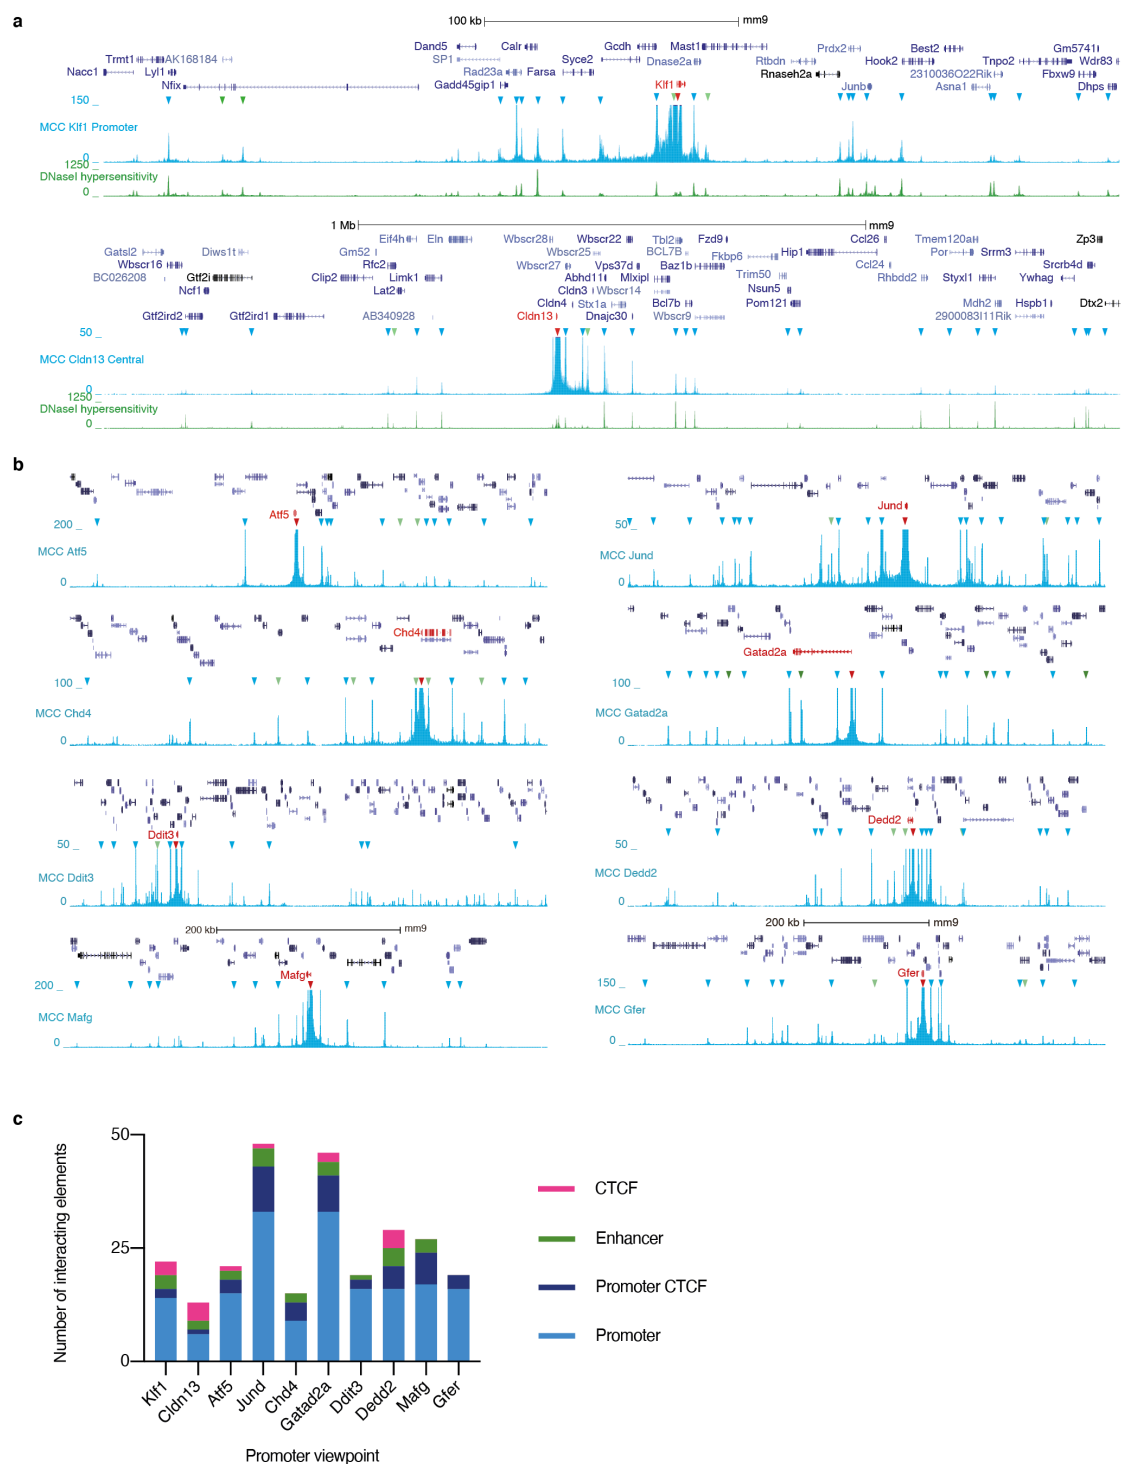 a
100 kb mm9
Dand5 Calr Gcdh Mast1 Prdx2 Best2 Gm5741
Trmt1 AK168184 SP1 Syce2 Dnase2a Rtbdn Hook2 Tnpo2 Wdr83
Nacc1 Lyl1 Rad23a Farsa Rnaseh2a 2310036O22Rik Fbxw9
Nfix Gadd45gip1 Klf1 Junb Asna1 Dhps
150
MCC Klf1 Promoter
0
1250
DNaseI hypersensitivity
0
1 Mb mm9
Eif4h Eln Wbscr28 Wbscr22 Tbl2 Fzd9 Ccl26 Tmem120a Zp3
Gatsl2 Diws1t Gm52 Wbscr25 BCL7B Fkbp6 Hip1 Por Srrm3
Wbscr16 Rfc2 Wbscr27 Vps37d Baz1b Ccl24 Srcrb4d
BC026208 Gtf2i Clip2 Limk1 Abhd11 Mlxipl Trim50 Rhbdd2 Styxl1 Ywhag
Ncf1 Lat2 Cldn3 Wbscr14 Nsun5
Cldn4 Stx1a Bcl7b Pom121 Mdh2 Hspb1 Dtx2
Gtf2ird2 Gtf2ird1 AB340928 Cldn13 Dnajc30 Wbscr9 2900083I11Rik
50
MCC Cldn13 Central
0
1250
DNaseI hypersensitivity
0
b
Atf5
200
MCC Atf5
0
Jund
50
MCC Jund
0
Chd4
100
MCC Chd4
0
Gatad2a
100
MCC Gatad2a
0
Ddit3
50
MCC Ddit3
0
Dedd2
50
MCC Dedd2
0
200 kb mm9
Mafg
200
MCC Mafg
0
200 kb mm9
Gfer
150
MCC Gfer
0
c
Number of interacting elements
50
25
0
Klf1
Cldn13
Atf5
Jund
Chd4
Gatad2a
Ddit3
Dedd2
Mafg
Gfer
Promoter viewpoint
CTCF
Enhancer
Promoter CTCF
Promoter